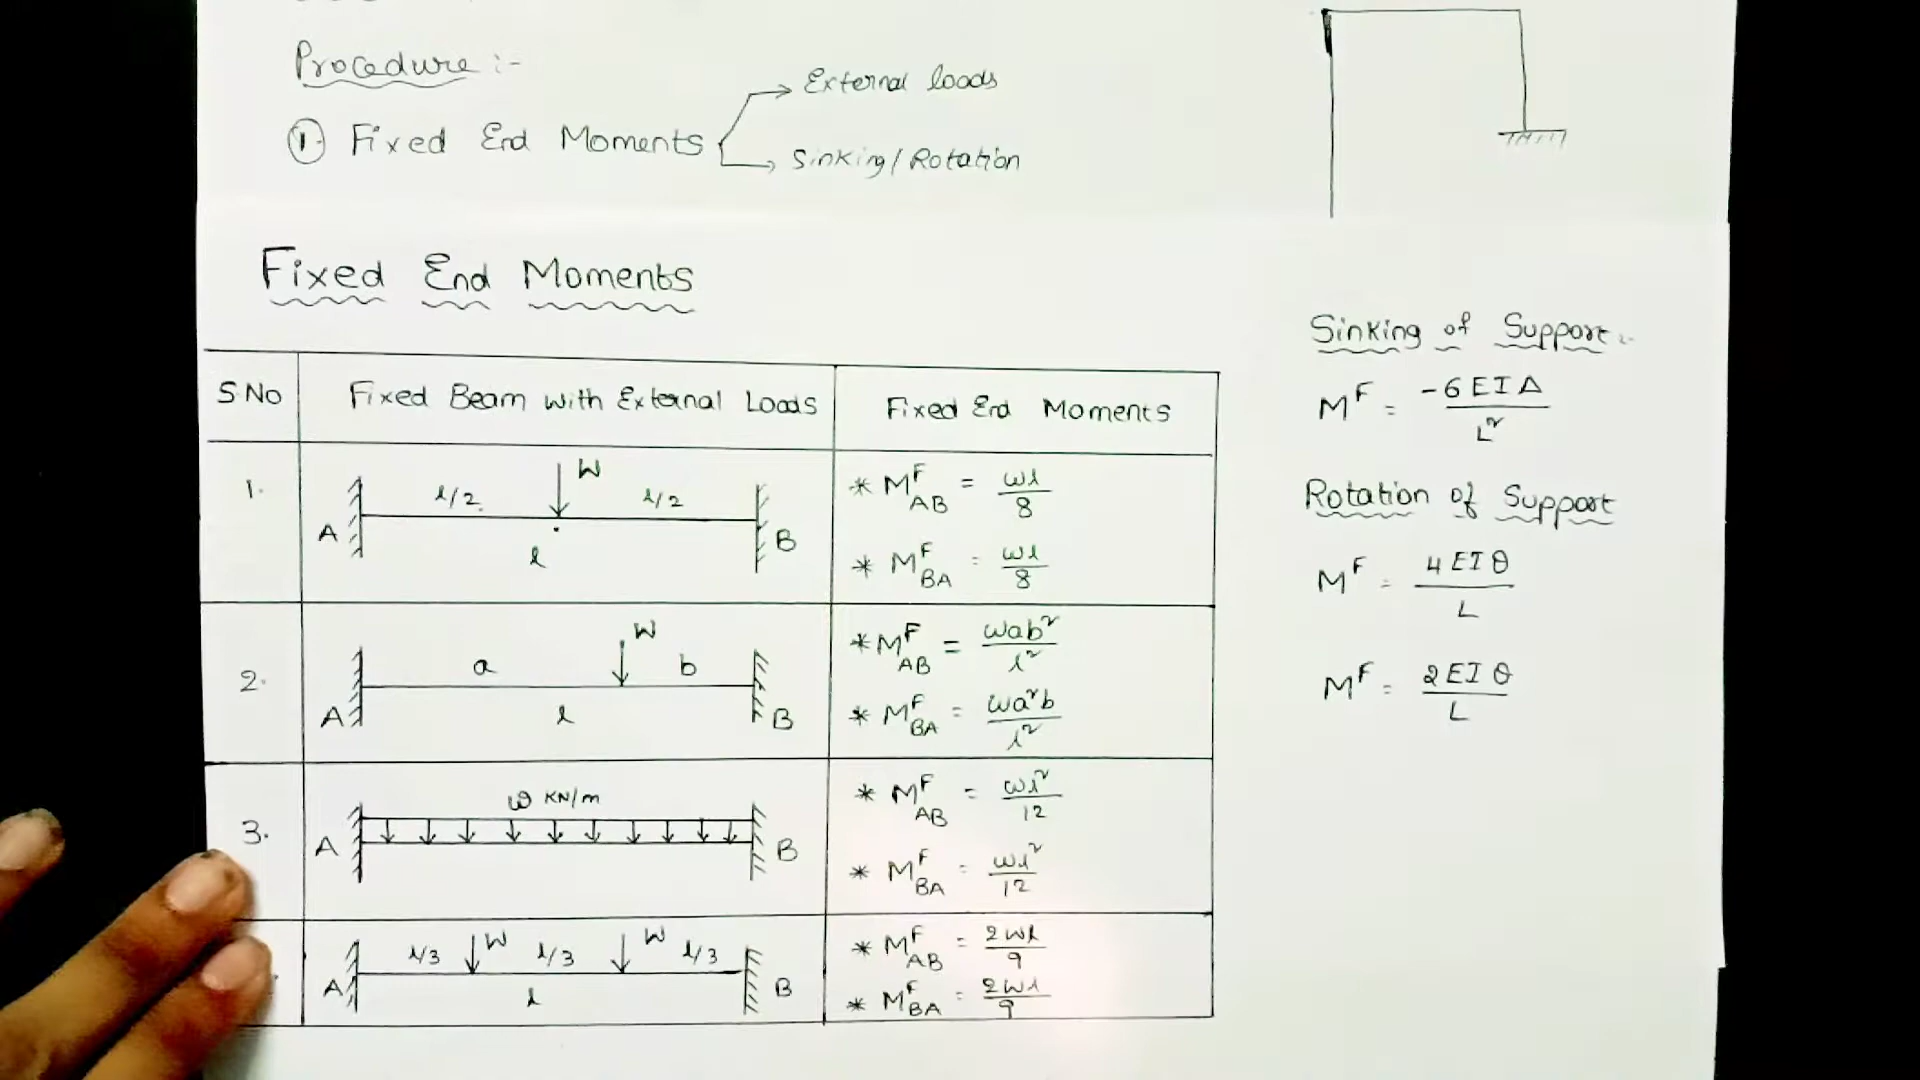 Procedure :-
① Fixed End Moments
External loads
Sinking / Rotation
Fixed End Moments
S.No Fixed Beam with External Loads Fixed End Moments
1. A l/2 W l/2 B l
* M^F_AB = wl/8
* M^F_BA = wl/8
2. A a W b B l
* M^F_AB = wab²/l²
* M^F_BA = wa²b/l²
3. A ω KN/m B
* M^F_AB = wl²/12
* M^F_BA = wl²/12
A l/3 W l/3 W l/3 B l
* M^F_AB = 2wl/9
* M^F_BA = 2wl/9
Sinking of Support:-
M^F = -6EIΔ/L²
Rotation of Support
M^F = 4EIθ/L
M^F = 2EIθ/L